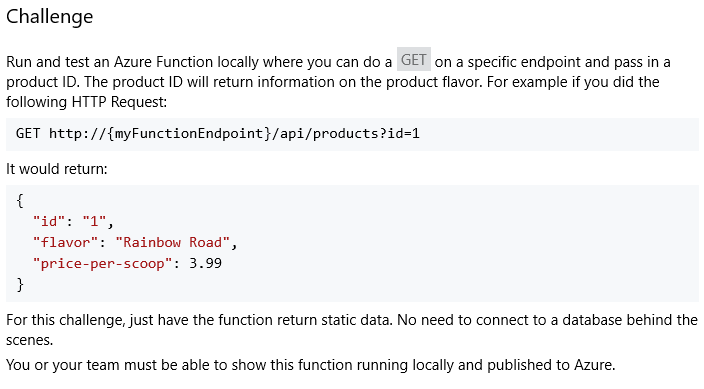 Challenge
Run and test an Azure Function locally where you can do a GET on a specific endpoint and pass in a
product ID. The product ID will return information on the product flavor. For example if you did the
following HTTP Request:
GET http://{myFunctionEndpoint}/api/products?id=1
It would return:
{
  "id": "1",
  "flavor": "Rainbow Road",
  "price-per-scoop": 3.99
}
For this challenge, just have the function return static data. No need to connect to a database behind the
scenes.
You or your team must be able to show this function running locally and published to Azure.